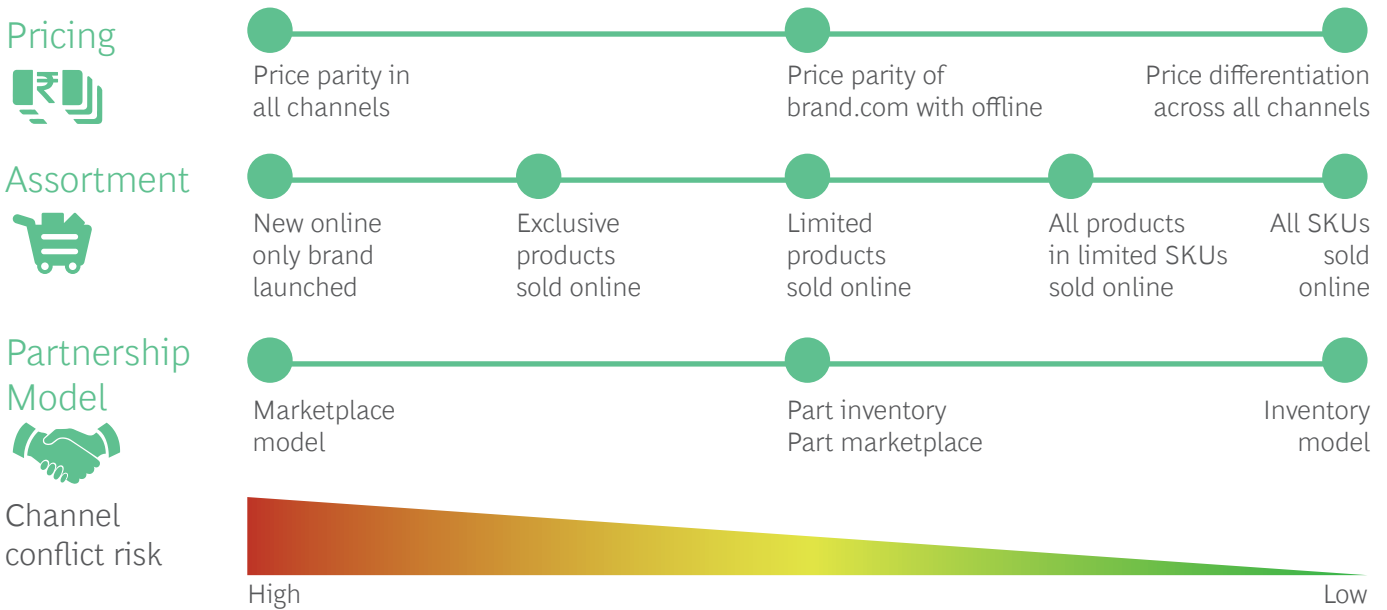 Pricing
₹
Price parity in
all channels
Price parity of
brand.com with offline
Price differentiation
across all channels
Assortment
New online
only brand
launched
Exclusive
products
sold online
Limited
products
sold online
All products
in limited SKUs
sold online
All SKUs
sold
online
Partnership
Model
Marketplace
model
Part inventory
Part marketplace
Inventory
model
Channel
conflict risk
High
Low